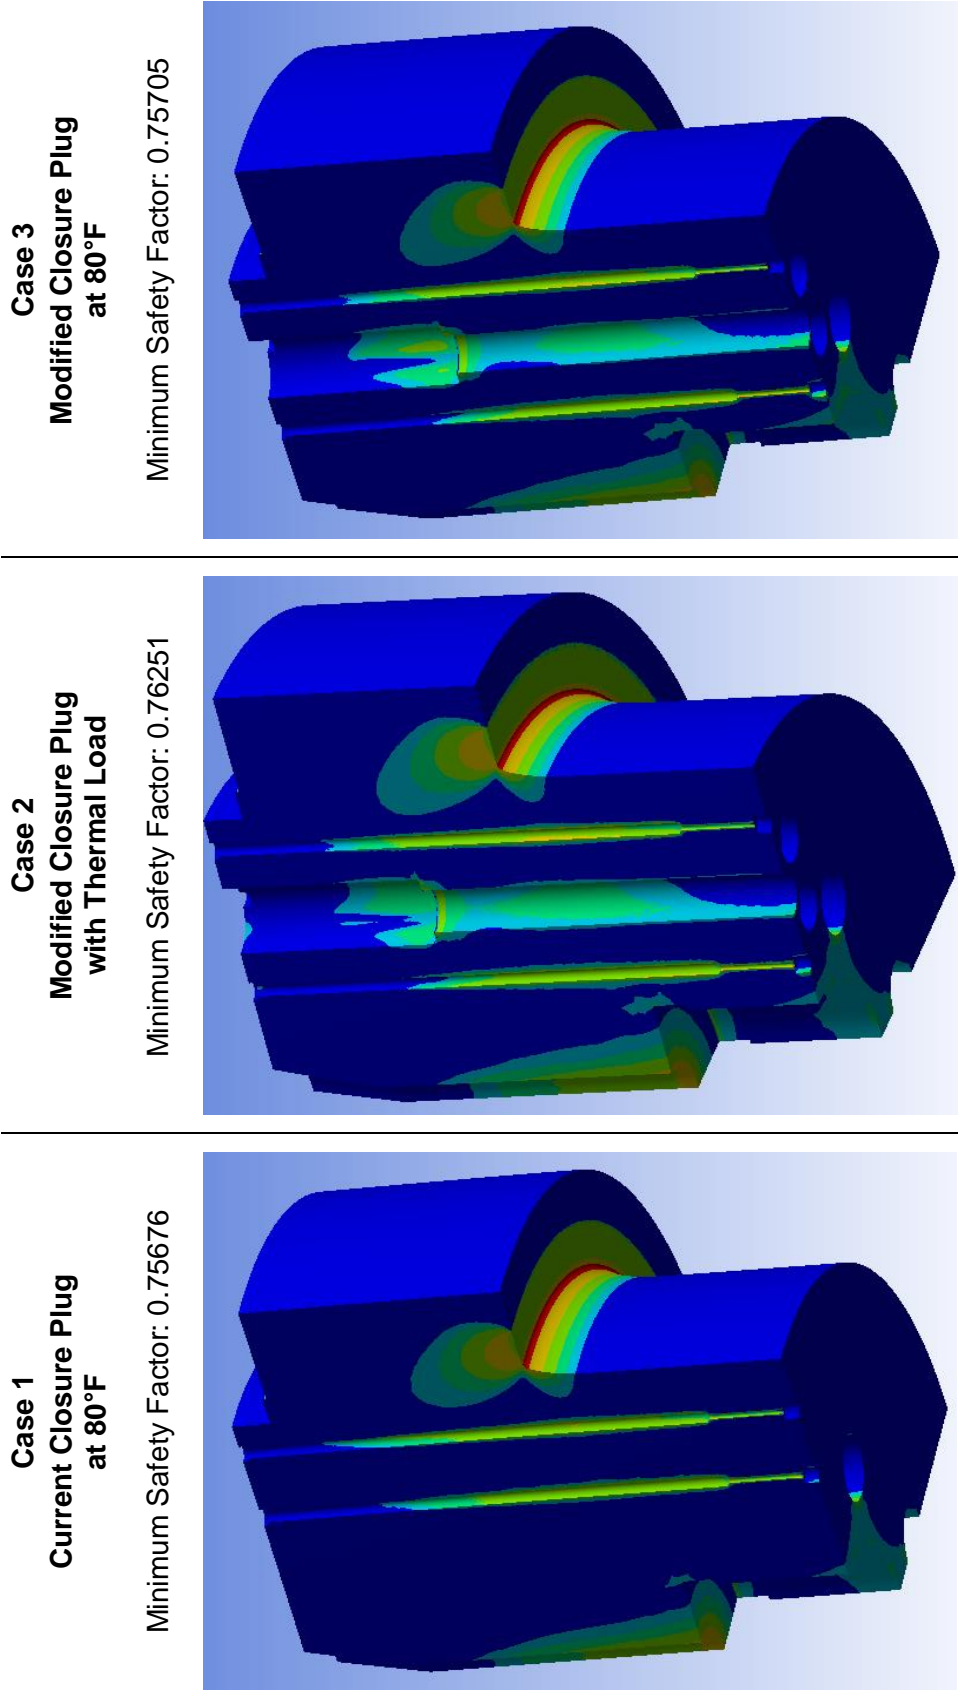 Case 1
Current Closure Plug
at 80°F
Minimum Safety Factor: 0.75676
Case 2
Modified Closure Plug
with Thermal Load
Minimum Safety Factor: 0.76251
Case 3
Modified Closure Plug
at 80°F
Minimum Safety Factor: 0.75705